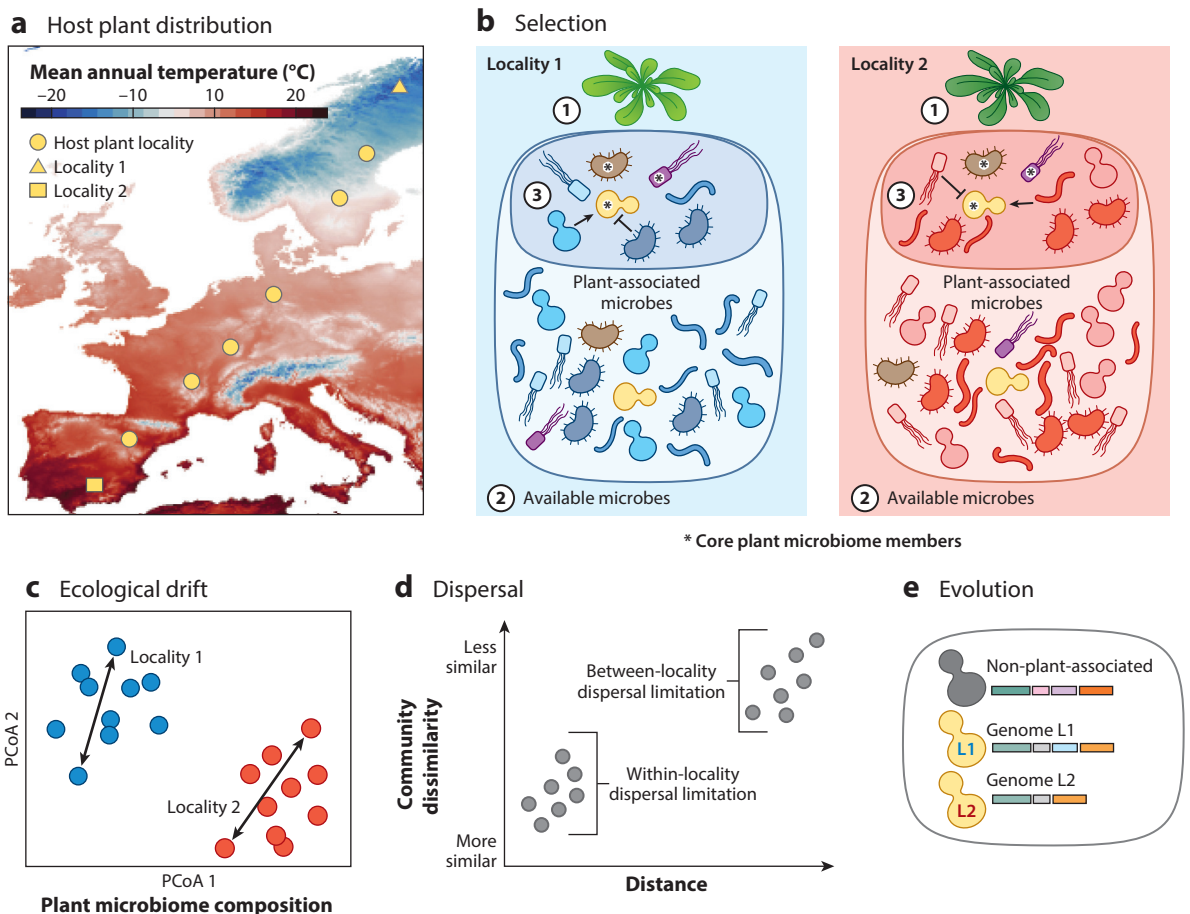 a Host plant distribution
Mean annual temperature (°C)
−20 −10 10 20
Host plant locality
Locality 1
Locality 2
b Selection
Locality 1
1
*
*
3
*
Plant-associated
microbes
2 Available microbes
Locality 2
1
*
*
3
*
Plant-associated
microbes
2 Available microbes
* Core plant microbiome members
c Ecological drift
Locality 1
Locality 2
PCoA 2
PCoA 1
Plant microbiome composition
d Dispersal
Less
similar
Between-locality
dispersal limitation
Community
dissimilarity
Within-locality
dispersal limitation
More
similar
Distance
e Evolution
Non-plant-associated
Genome L1
L1
Genome L2
L2